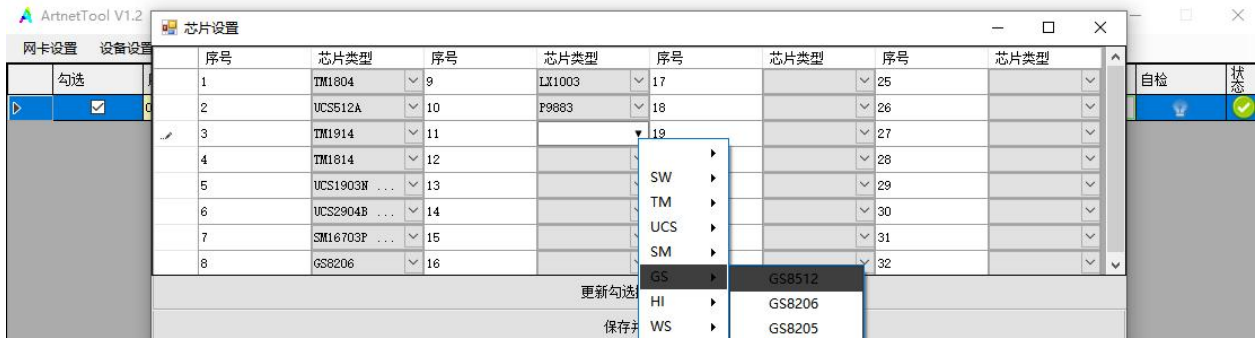 ArtnetTool V1.2
芯片设置
网卡设置 设备设置
勾选
自检
状态
序号 芯片类型 序号 芯片类型 序号 芯片类型 序号 芯片类型
1 TM1804 9 LX1003 17 25
2 UCS512A 10 P9883 18 26
3 TM1914 11 19 27
4 TM1814 12 28
5 UCS1903N ... 13 29
6 UCS2904B ... 14 30
7 SM16703P ... 15 31
8 GS8206 16 32
SW
TM
UCS
SM
GS GS8512
HI GS8206
WS GS8205
更新勾选
保存并